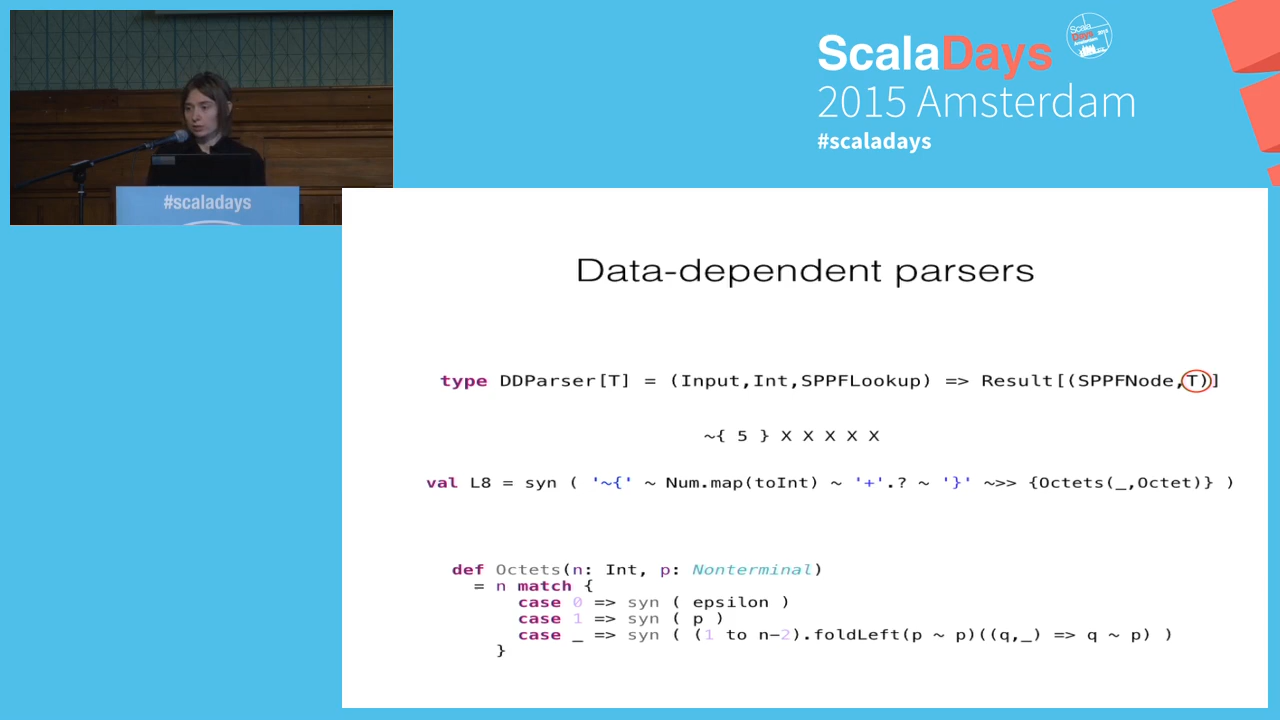 ScalaDays
2015 Amsterdam
#scaladays
#scaladays
Data-dependent parsers
type DDParser[T] = (Input,Int,SPPFLookup) => Result[(SPPFNode,T)]
~{ 5 } X X X X X
val L8 = syn ( '~{' ~ Num.map(toInt) ~ '+'.? ~ '}' ~>> {Octets(_,Octet)} )
def Octets(n: Int, p: Nonterminal)
= n match {
case 0 => syn ( epsilon )
case 1 => syn ( p )
case _ => syn ( (1 to n-2).foldLeft(p ~ p)((q,_) => q ~ p) )
}